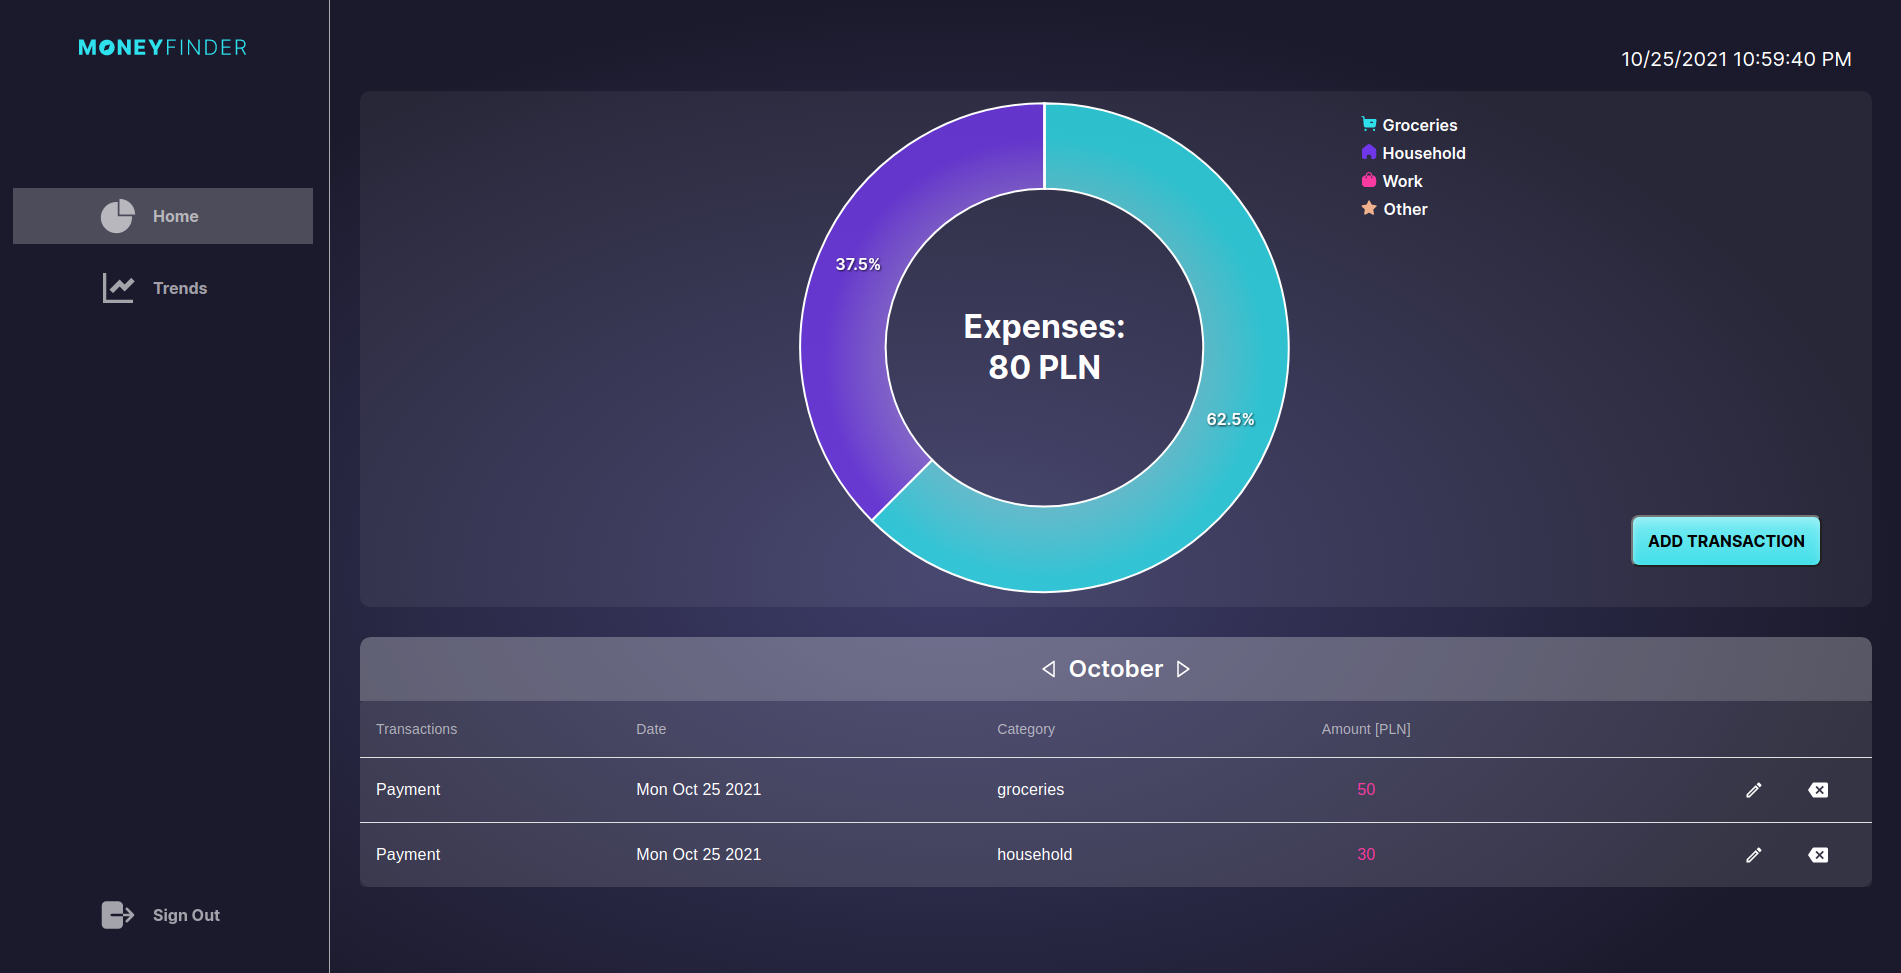 MONEYFINDER
10/25/2021 10:59:40 PM
Home
Trends
Sign Out
Groceries
Household
Work
Other
37.5%
62.5%
Expenses:
80 PLN
ADD TRANSACTION
October
Transactions Date Category Amount [PLN]
Payment Mon Oct 25 2021 groceries 50
Payment Mon Oct 25 2021 household 30